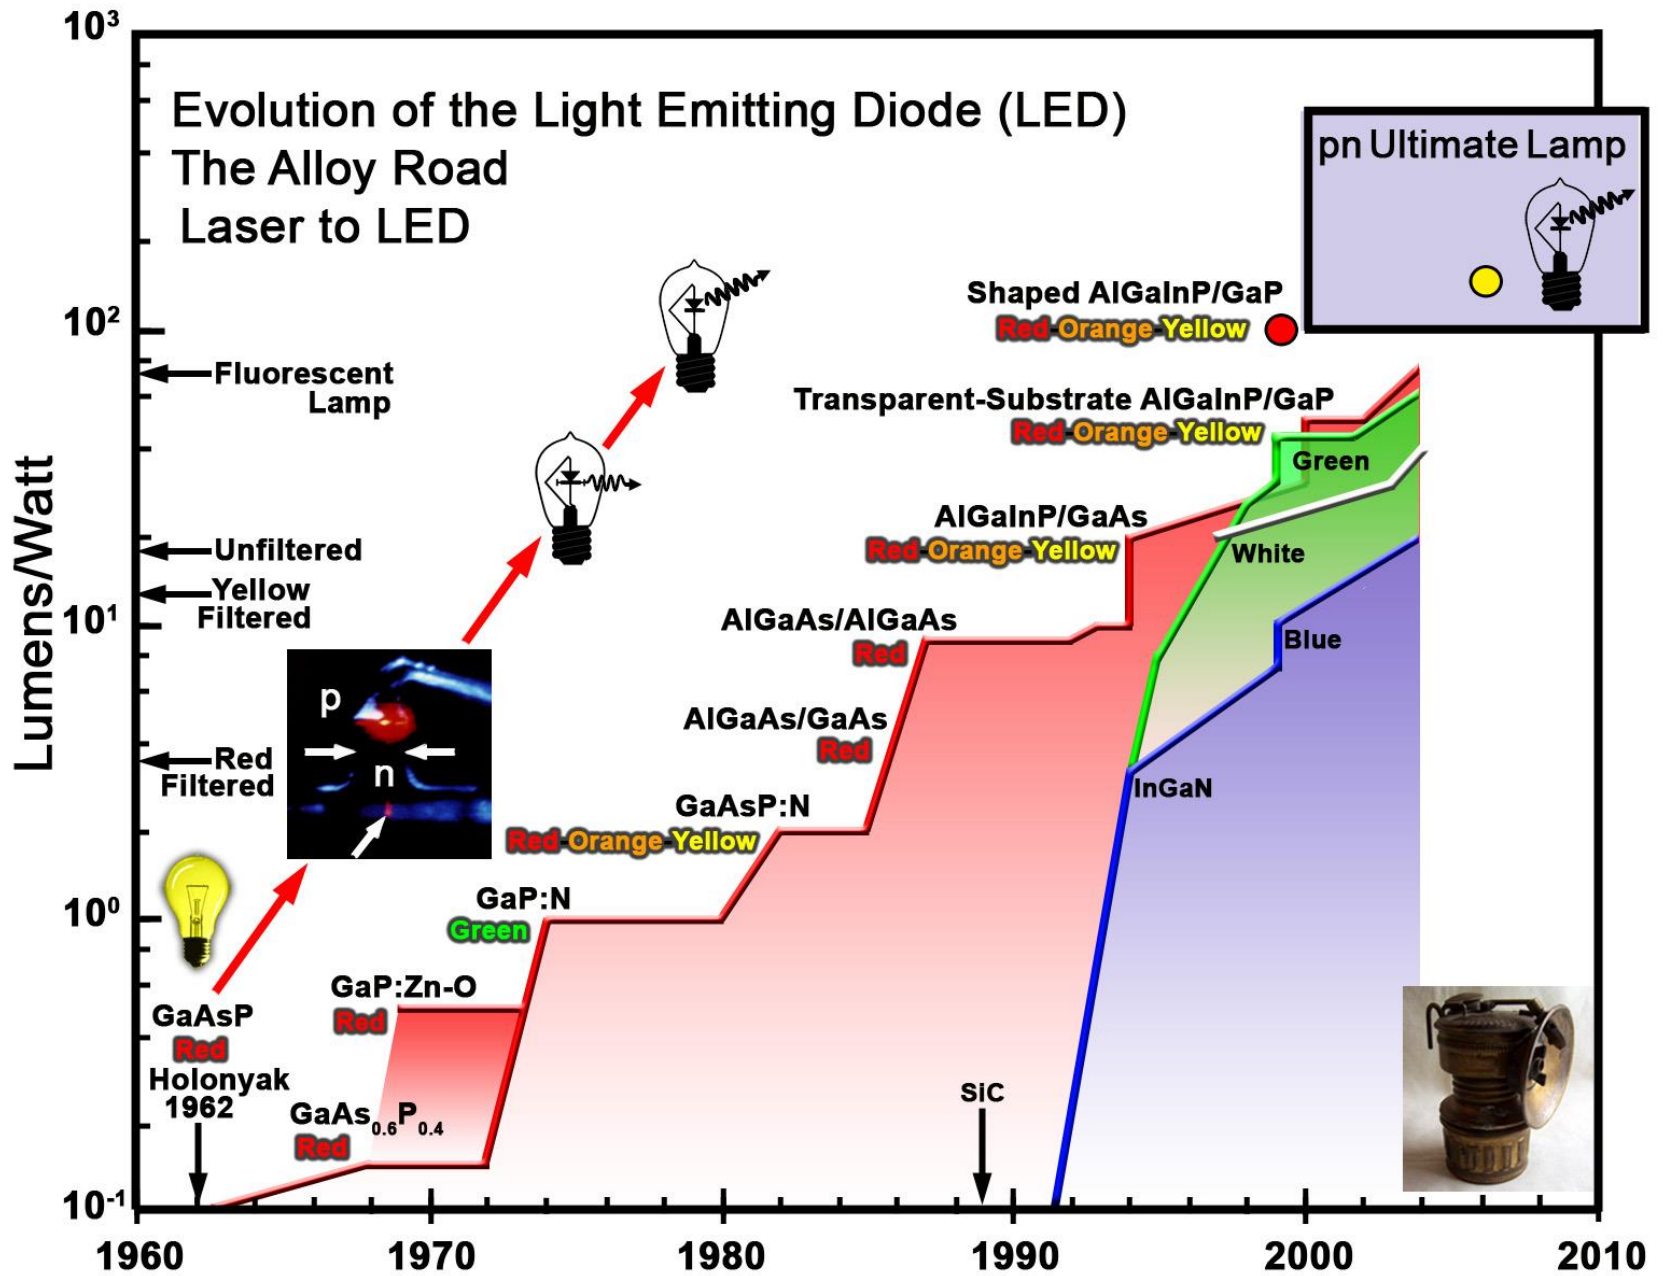 10³
Evolution of the Light Emitting Diode (LED)
The Alloy Road
Laser to LED
pn Ultimate Lamp
Shaped AlGaInP/GaP
Red-Orange-Yellow
10²
Fluorescent
Lamp
Transparent-Substrate AlGaInP/GaP
Red-Orange-Yellow
Green
AlGaInP/GaAs
Red-Orange-Yellow
White
Unfiltered
Yellow
Filtered
10¹
AlGaAs/AlGaAs
Red
Blue
Lumens/Watt
p
n
AlGaAs/GaAs
Red
Red
Filtered
InGaN
GaAsP:N
Red-Orange-Yellow
GaP:N
Green
10⁰
GaP:Zn-O
Red
GaAsP
Red
Holonyak
1962
GaAs₀.₆P₀.₄
Red
SiC
10⁻¹
1960 1970 1980 1990 2000 2010